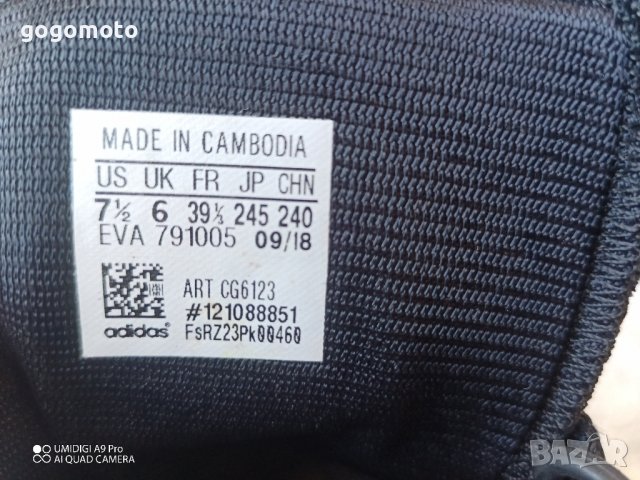 gogomoto
MADE IN CAMBODIA
US UK FR JP CHN
7½ 6 39⅓ 245 240
EVA 791005 09/18
ART CG6123
#121088851
adidas® FsRZ23Pk00460
UMIDIGI A9 Pro
AI QUAD CAMERA
BAZAR